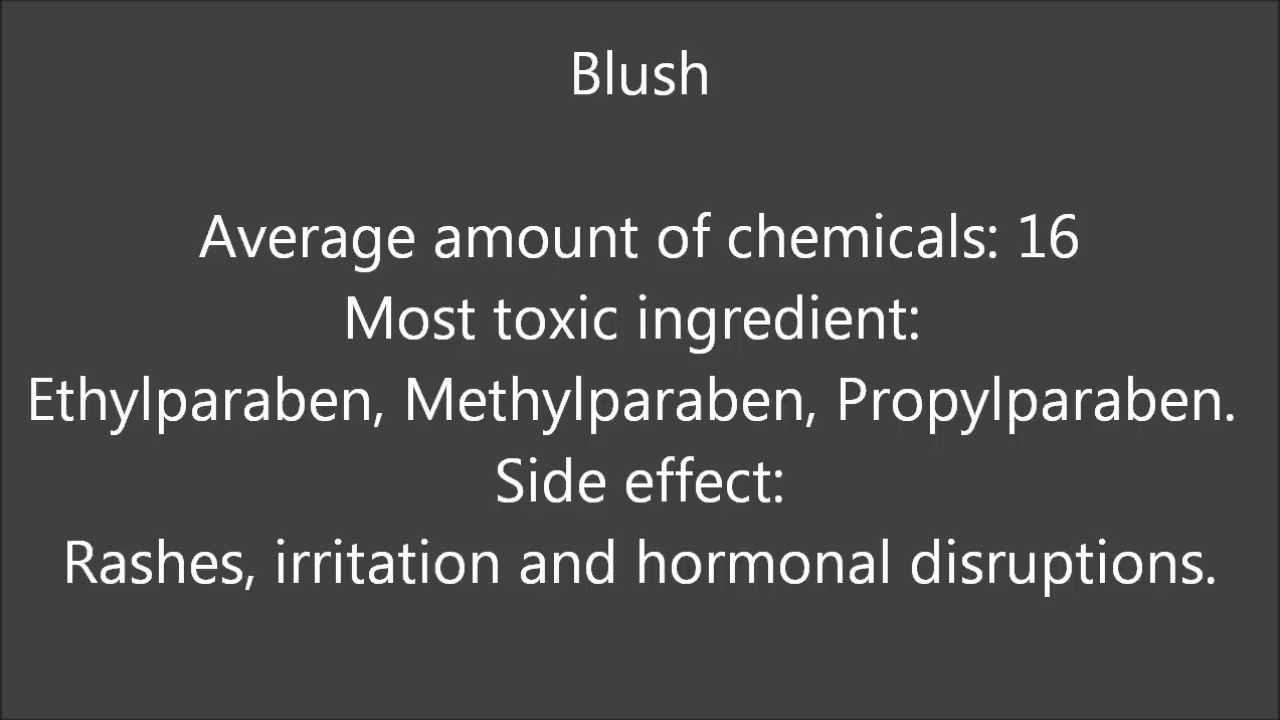 Blush
Average amount of chemicals: 16
Most toxic ingredient:
Ethylparaben, Methylparaben, Propylparaben.
Side effect:
Rashes, irritation and hormonal disruptions.